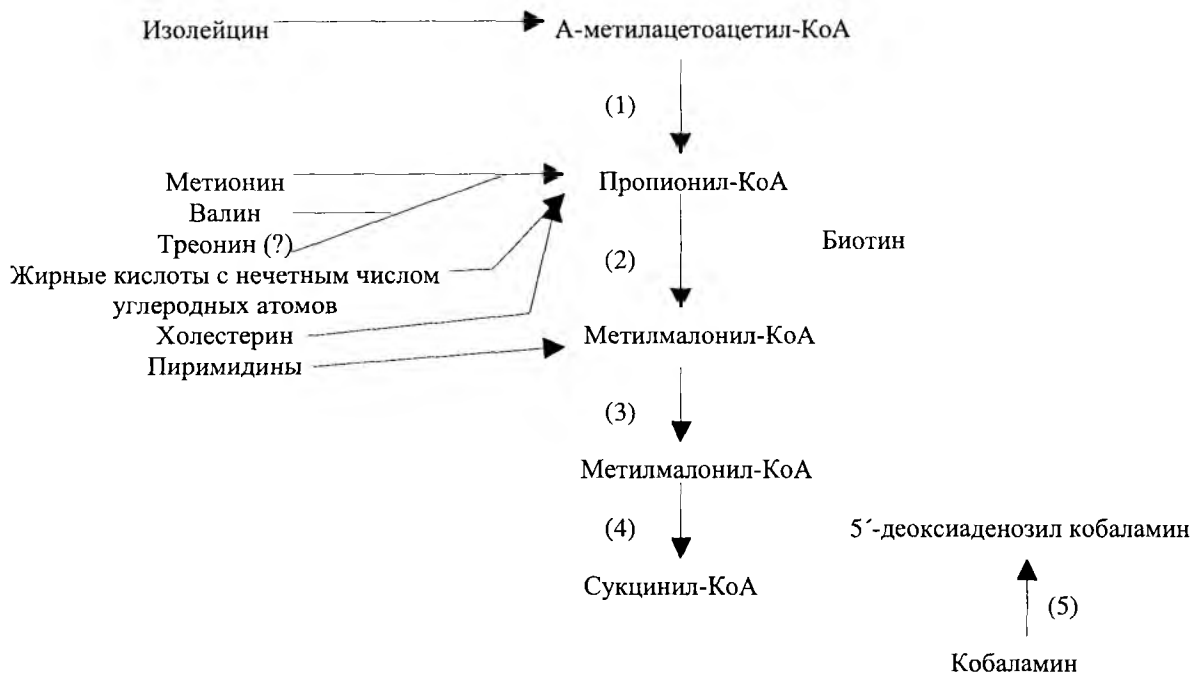 Изолейцин
А-метилацетоацетил-КоА
(1)
Метионин
Пропионил-КоА
Валин
Треонин (?)
Биотин
(2)
Жирные кислоты с нечетным числом
углеродных атомов
Холестерин
Метилмалонил-КоА
Пиримидины
(3)
Метилмалонил-КоА
(4)
5´-деоксиаденозил кобаламин
Сукцинил-КоА
(5)
Кобаламин